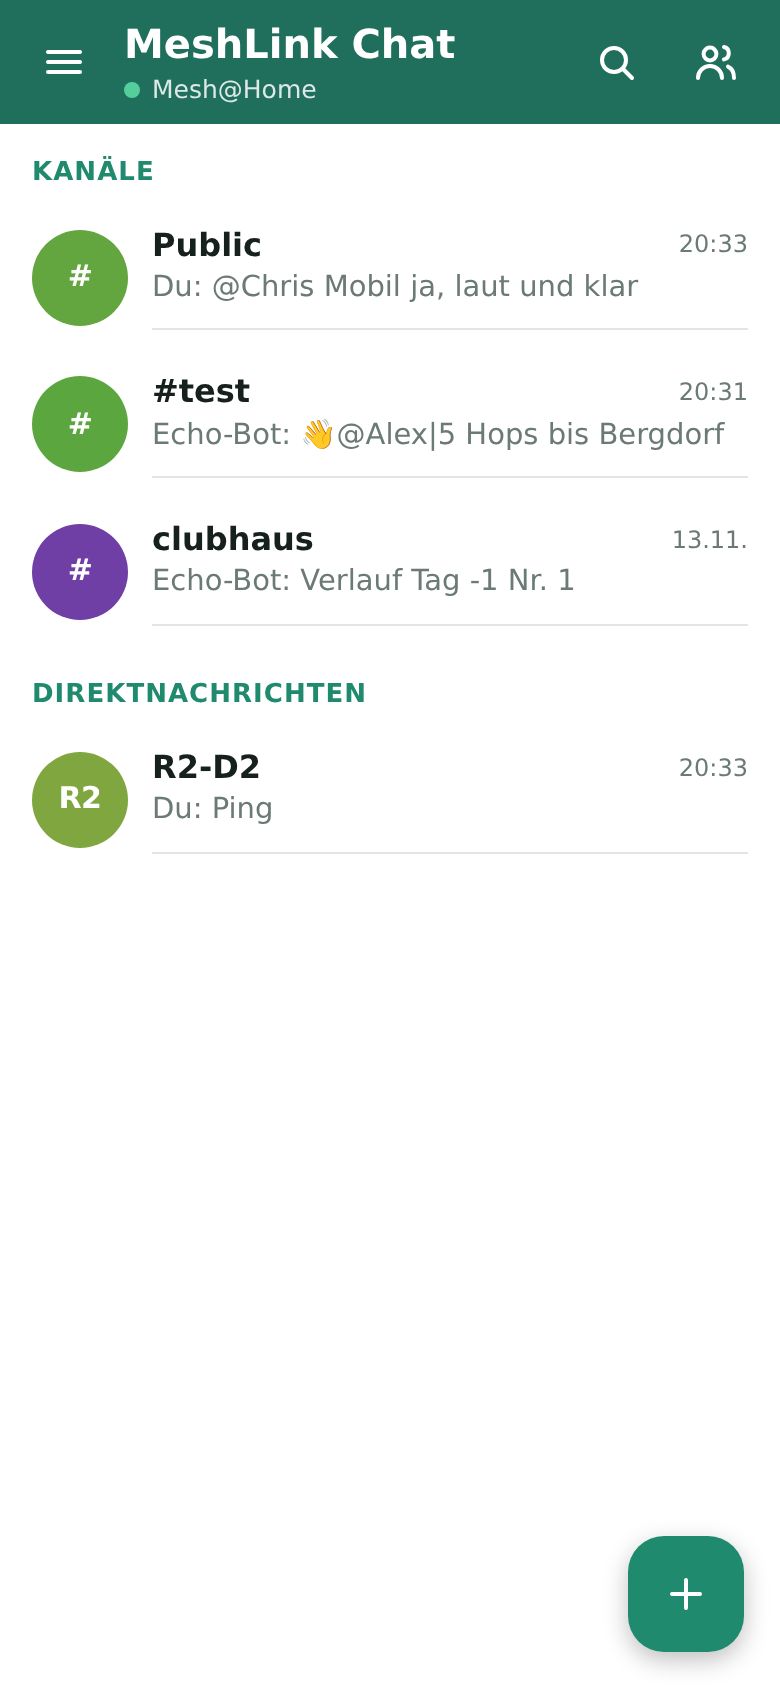 MeshLink Chat
Mesh@Home
KANÄLE
#
Public
20:33
Du: @Chris Mobil ja, laut und klar
#
#test
20:31
Echo-Bot: 👋@Alex|5 Hops bis Bergdorf
#
clubhaus
13.11.
Echo-Bot: Verlauf Tag -1 Nr. 1
DIREKTNACHRICHTEN
R2
R2-D2
20:33
Du: Ping